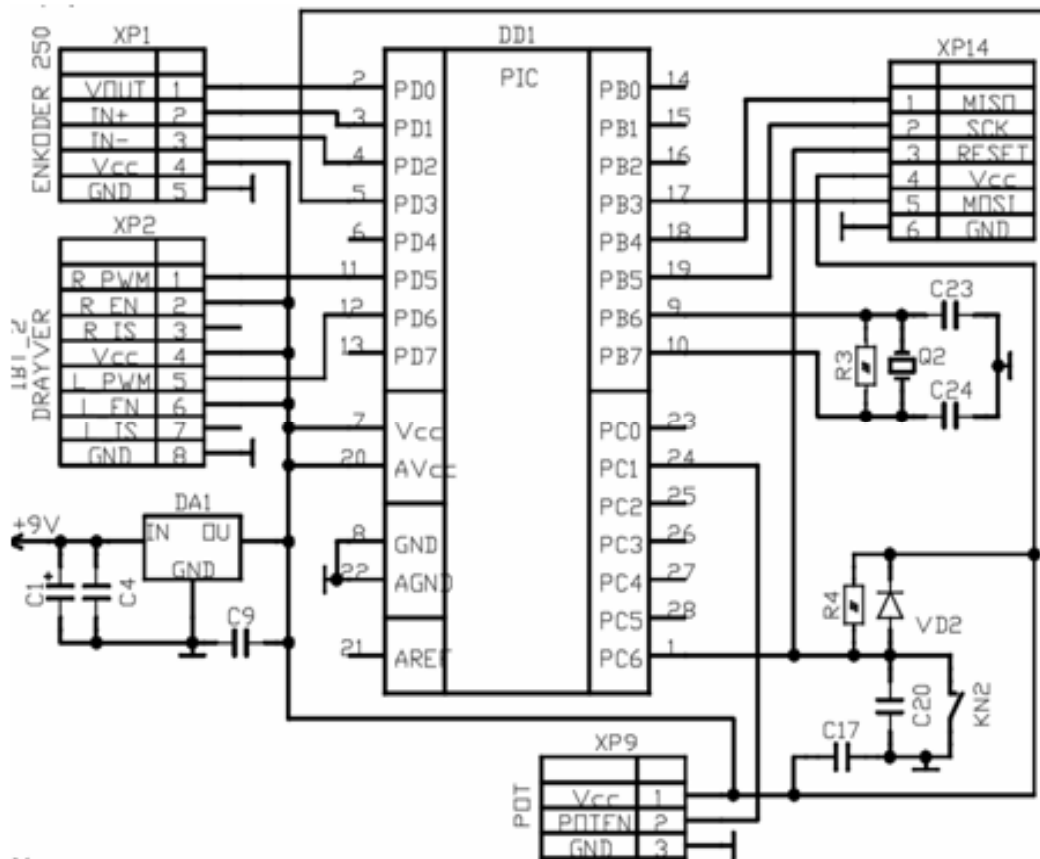 XP1
ENKODER 250
VOUT 1
IN+ 2
IN- 3
Vcc 4
GND 5
XP2
DRAYVER
R PWM 1
R EN 2
R IS 3
Vcc 4
L PWM 5
L EN 6
L IS 7
GND 8
DD1
PIC
2 PD0
3 PD1
4 PD2
5 PD3
6 PD4
11 PD5
12 PD6
13 PD7
7 Vcc
20 AVcc
8 GND
22 AGND
21 AREF
PB0 14
PB1 15
PB2 16
PB3 17
PB4 18
PB5 19
PB6 9
PB7 10
PC0 23
PC1 24
PC2 25
PC3 26
PC4 27
PC5 28
PC6 1
XP14
1 MISO
2 SCK
3 RESET
4 Vcc
5 MOSI
6 GND
C23
R3
Q2
C24
+9V
DA1
IN OU
GND
C1
+
C4
C9
R4
VD2
C20
KN2
C17
XP9
POT
Vcc 1
POTEN 2
GND 3